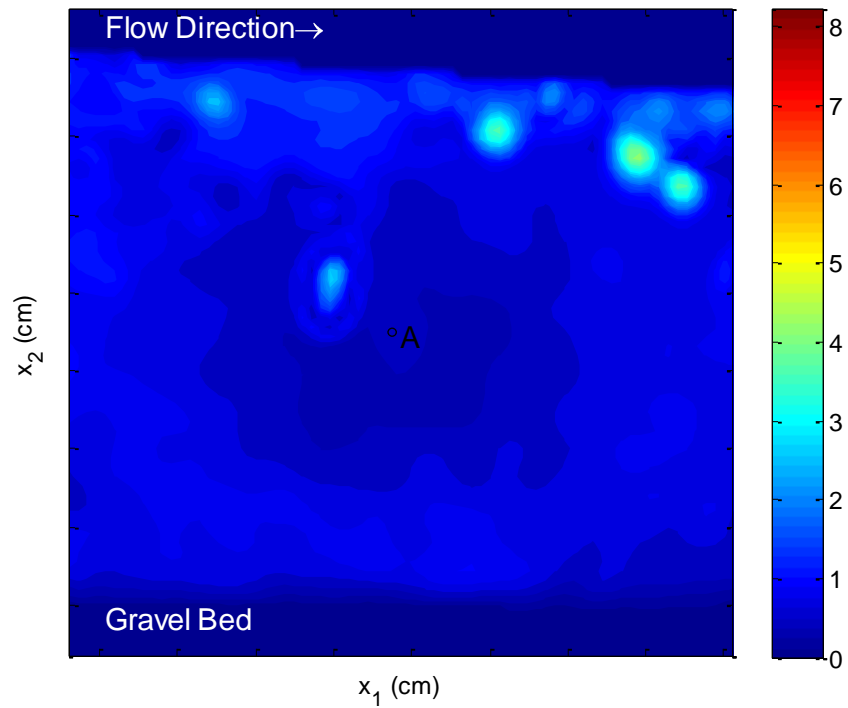 Flow Direction→
°A
Gravel Bed
x₂ (cm)
x₁ (cm)
8
7
6
5
4
3
2
1
0